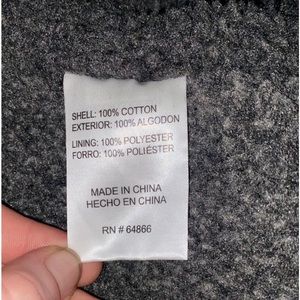 SHELL: 100% COTTON
EXTERIOR: 100% ALGODON
LINING: 100% POLYESTER
FORRO: 100% POLIÉSTER
MADE IN CHINA
HECHO EN CHINA
RN # 64866